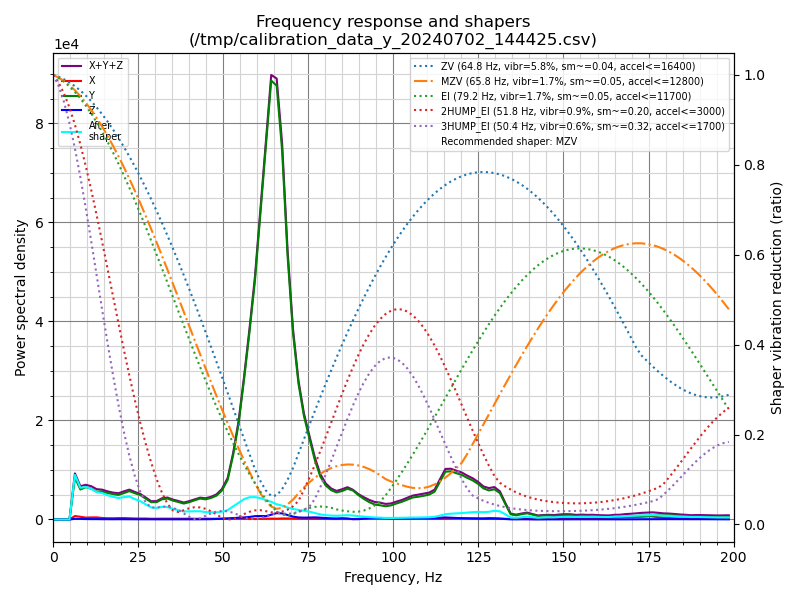 Frequency response and shapers
(/tmp/calibration_data_y_20240702_144425.csv)
1e4
X+Y+Z
X
Y
Z
After
shaper
ZV (64.8 Hz, vibr=5.8%, sm~=0.04, accel<=16400)
MZV (65.8 Hz, vibr=1.7%, sm~=0.05, accel<=12800)
EI (79.2 Hz, vibr=1.7%, sm~=0.05, accel<=11700)
2HUMP_EI (51.8 Hz, vibr=0.9%, sm~=0.20, accel<=3000)
3HUMP_EI (50.4 Hz, vibr=0.6%, sm~=0.32, accel<=1700)
Recommended shaper: MZV
Power spectral density
8
6
4
2
0
1.0
0.8
0.6
0.4
0.2
0.0
Shaper vibration reduction (ratio)
0 25 50 75 100 125 150 175 200
Frequency, Hz